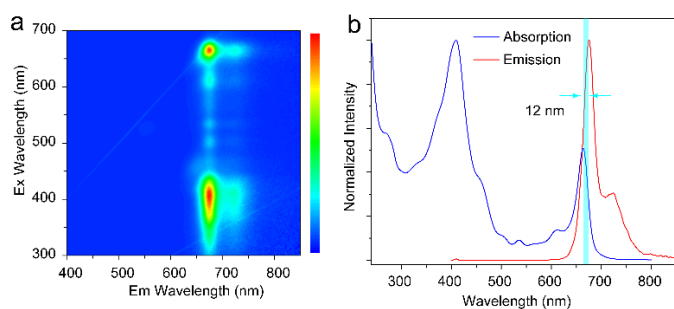 a
700
600
500
400
300
Ex Wavelength (nm)
400 500 600 700 800
Em Wavelength (nm)
b
Absorption
Emission
12 nm
Normalized Intensity
300 400 500 600 700 800
Wavelength (nm)